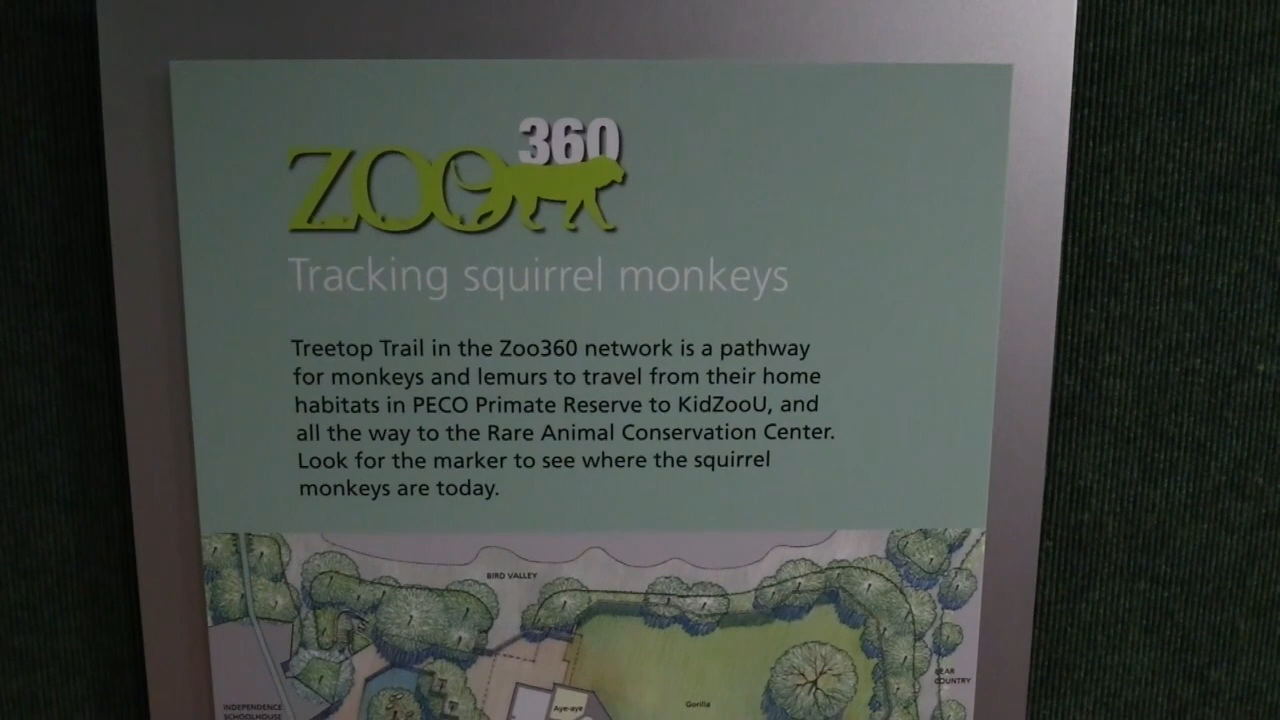 360
ZOO
Tracking squirrel monkeys
Treetop Trail in the Zoo360 network is a pathway
for monkeys and lemurs to travel from their home
habitats in PECO Primate Reserve to KidZooU, and
all the way to the Rare Animal Conservation Center.
Look for the marker to see where the squirrel
monkeys are today.
BIRD VALLEY
BEAR
COUNTRY
Gorilla
Aye-aye
INDEPENDENCE
SCHOOLHOUSE